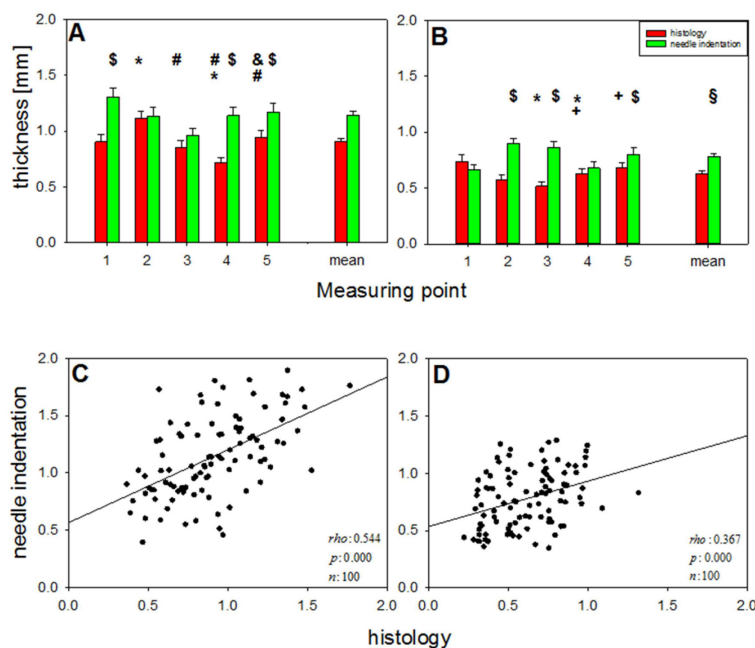 A
B
histology
needle indentation
$ * # # $ & $
* #
$ * $ * + $ §
+
thickness [mm]
2.0
1.5
1.0
0.5
0.0
2.0
1.5
1.0
0.5
0.0
1 2 3 4 5 mean
1 2 3 4 5 mean
Measuring point
C
D
needle indentation
2.0
1.5
1.0
0.5
0.0
2.0
1.5
1.0
0.5
0.0
rho:0.544
p:0.000
n:100
rho:0.367
p:0.000
n:100
0.0 0.5 1.0 1.5 2.0
0.0 0.5 1.0 1.5 2.0
histology